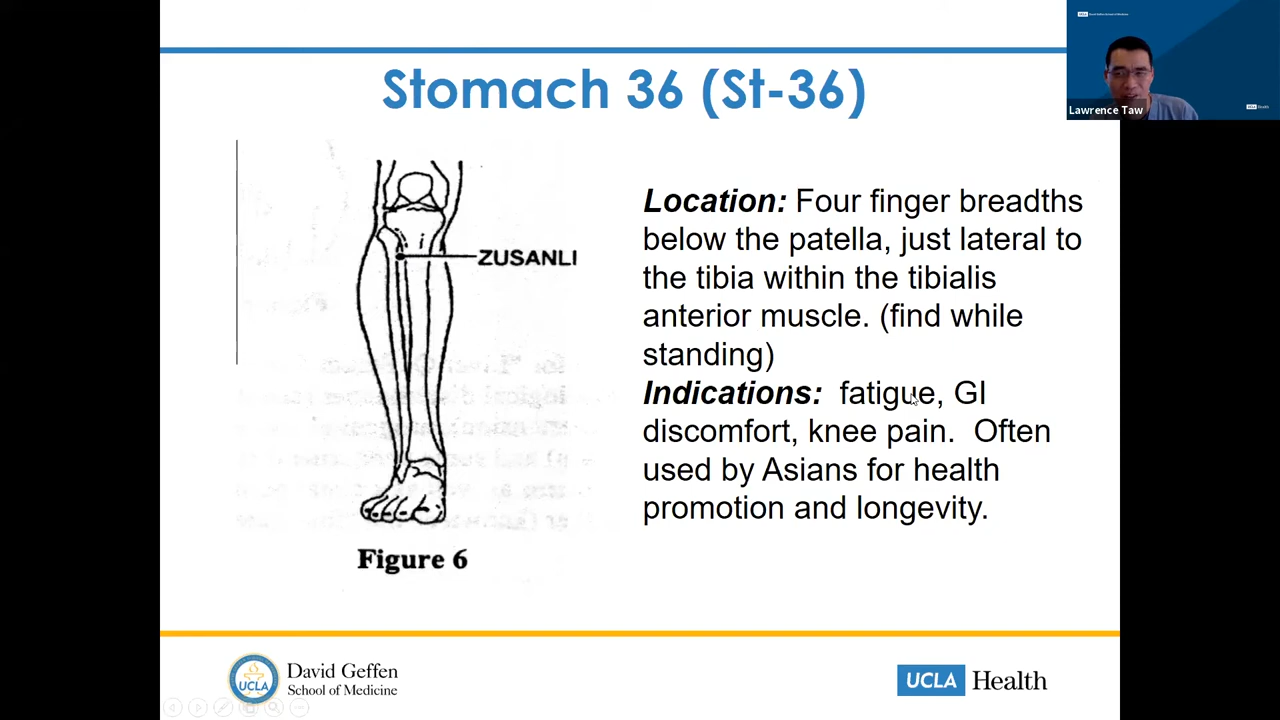 Stomach 36 (St-36)
Lawrence Taw
ZUSANLI
Figure 6
Location: Four finger breadths
below the patella, just lateral to
the tibia within the tibialis
anterior muscle. (find while
standing)
Indications:  fatigue, GI
discomfort, knee pain.  Often
used by Asians for health
promotion and longevity.
UCLA
David Geffen
School of Medicine
UCLA Health